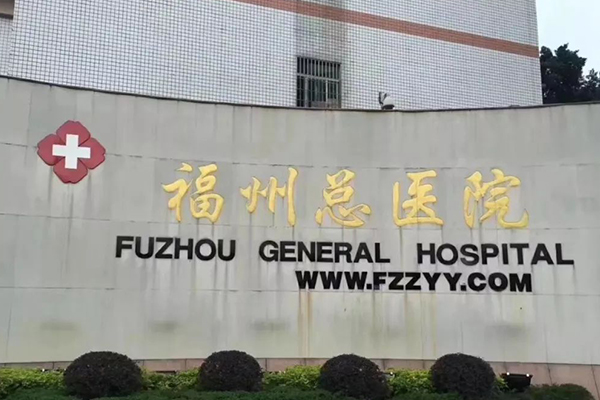 福州总医院
FUZHOU GENERAL HOSPITAL
WWW.FZZYY.COM